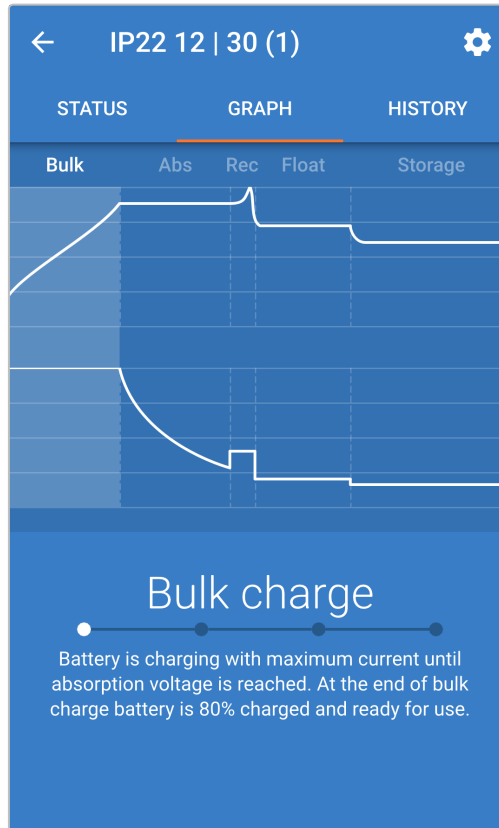 IP22 12 | 30 (1)
STATUS GRAPH HISTORY
Bulk Abs Rec Float Storage
Bulk charge
Battery is charging with maximum current until
absorption voltage is reached. At the end of bulk
charge battery is 80% charged and ready for use.